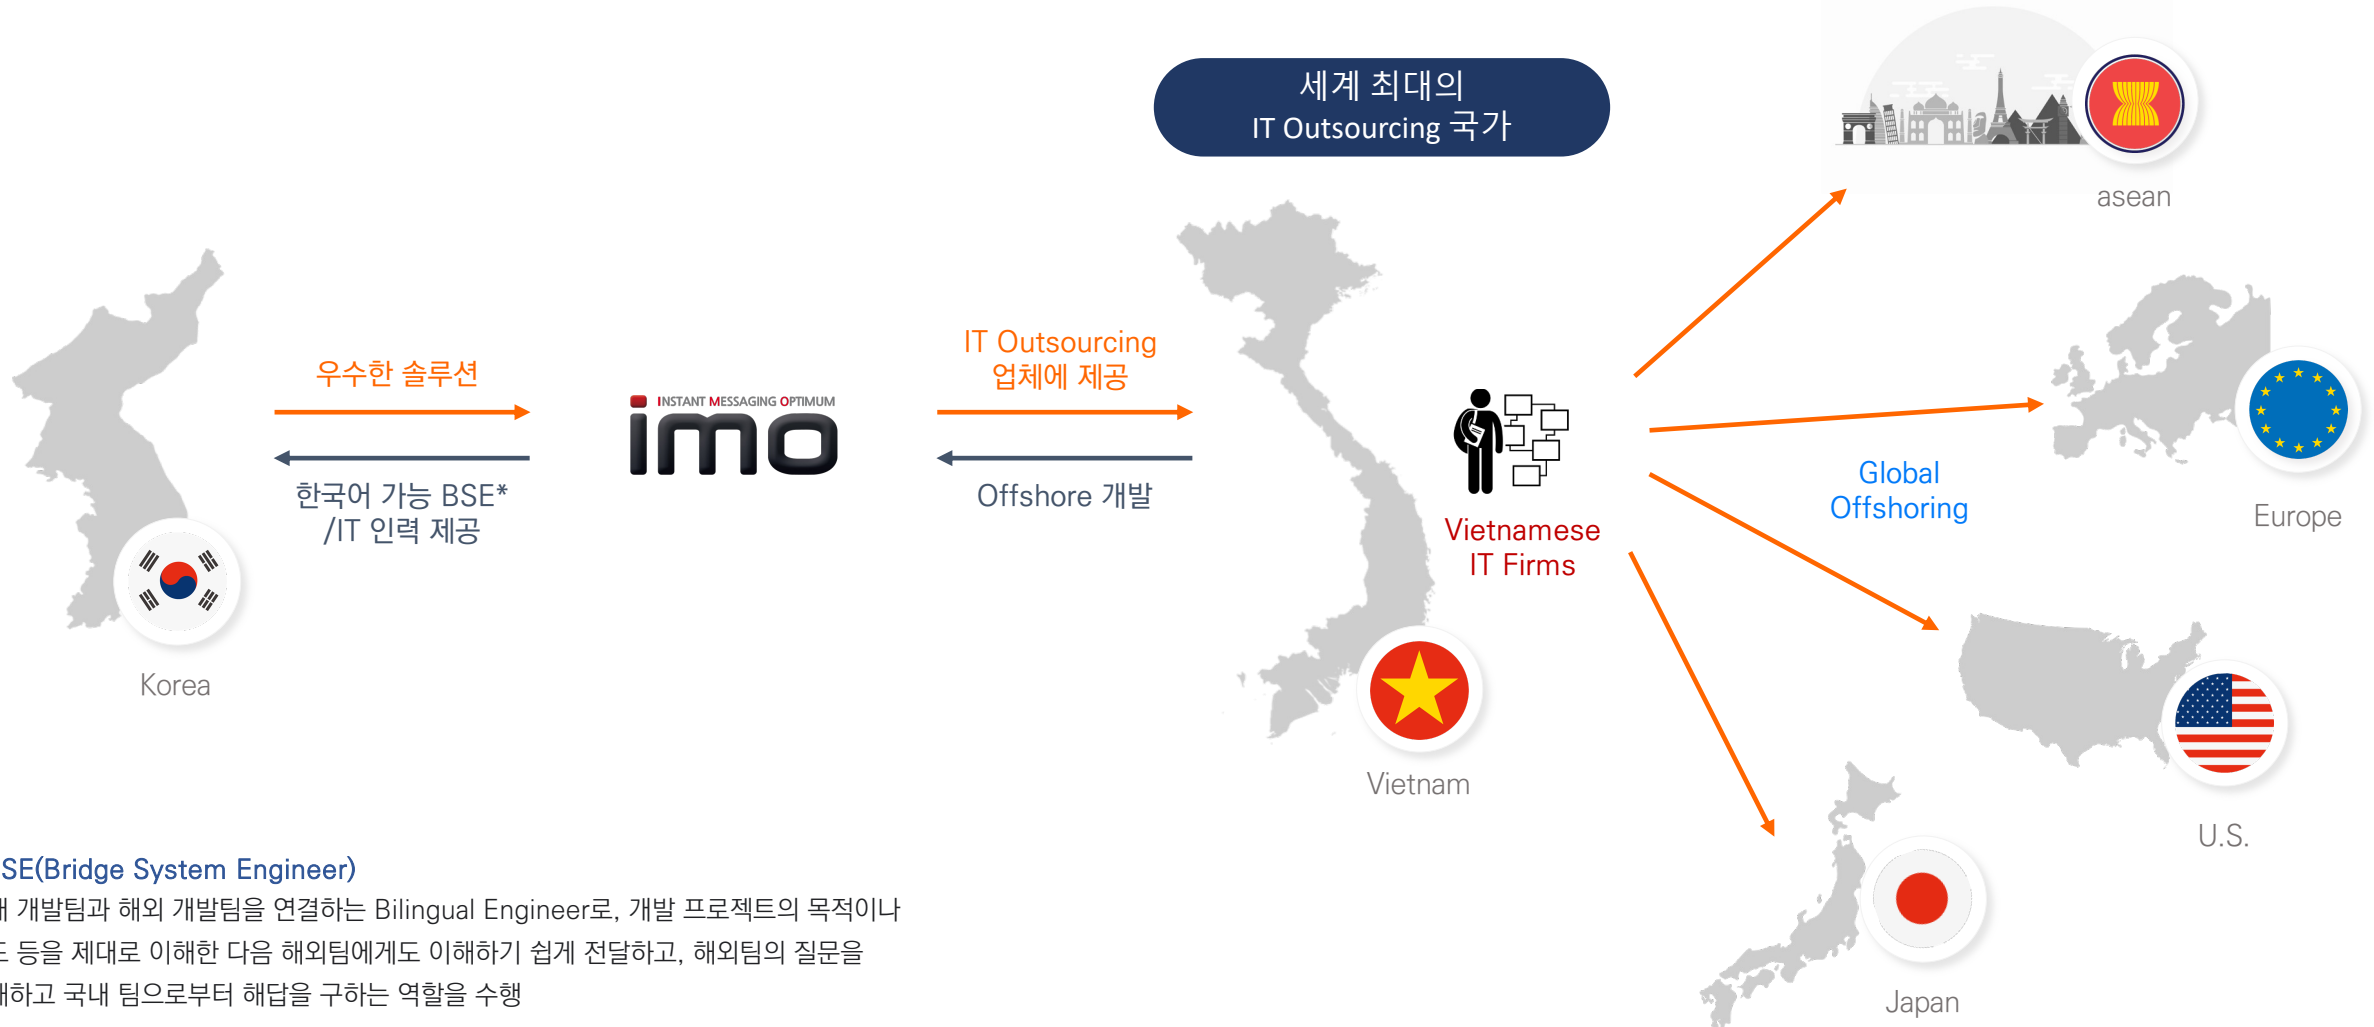 세계 최대의
IT Outsourcing 국가
asean
우수한 솔루션
한국어 가능 BSE*
/IT 인력 제공
Korea
INSTANT MESSAGING OPTIMUM
imo
IT Outsourcing
업체에 제공
Offshore 개발
Vietnamese
IT Firms
Vietnam
Global
Offshoring
Europe
U.S.
Japan
SE(Bridge System Engineer)
개발팀과 해외 개발팀을 연결하는 Bilingual Engineer로, 개발 프로젝트의 목적이나
등을 제대로 이해한 다음 해외팀에게도 이해하기 쉽게 전달하고, 해외팀의 질문을
해하고 국내 팀으로부터 해답을 구하는 역할을 수행